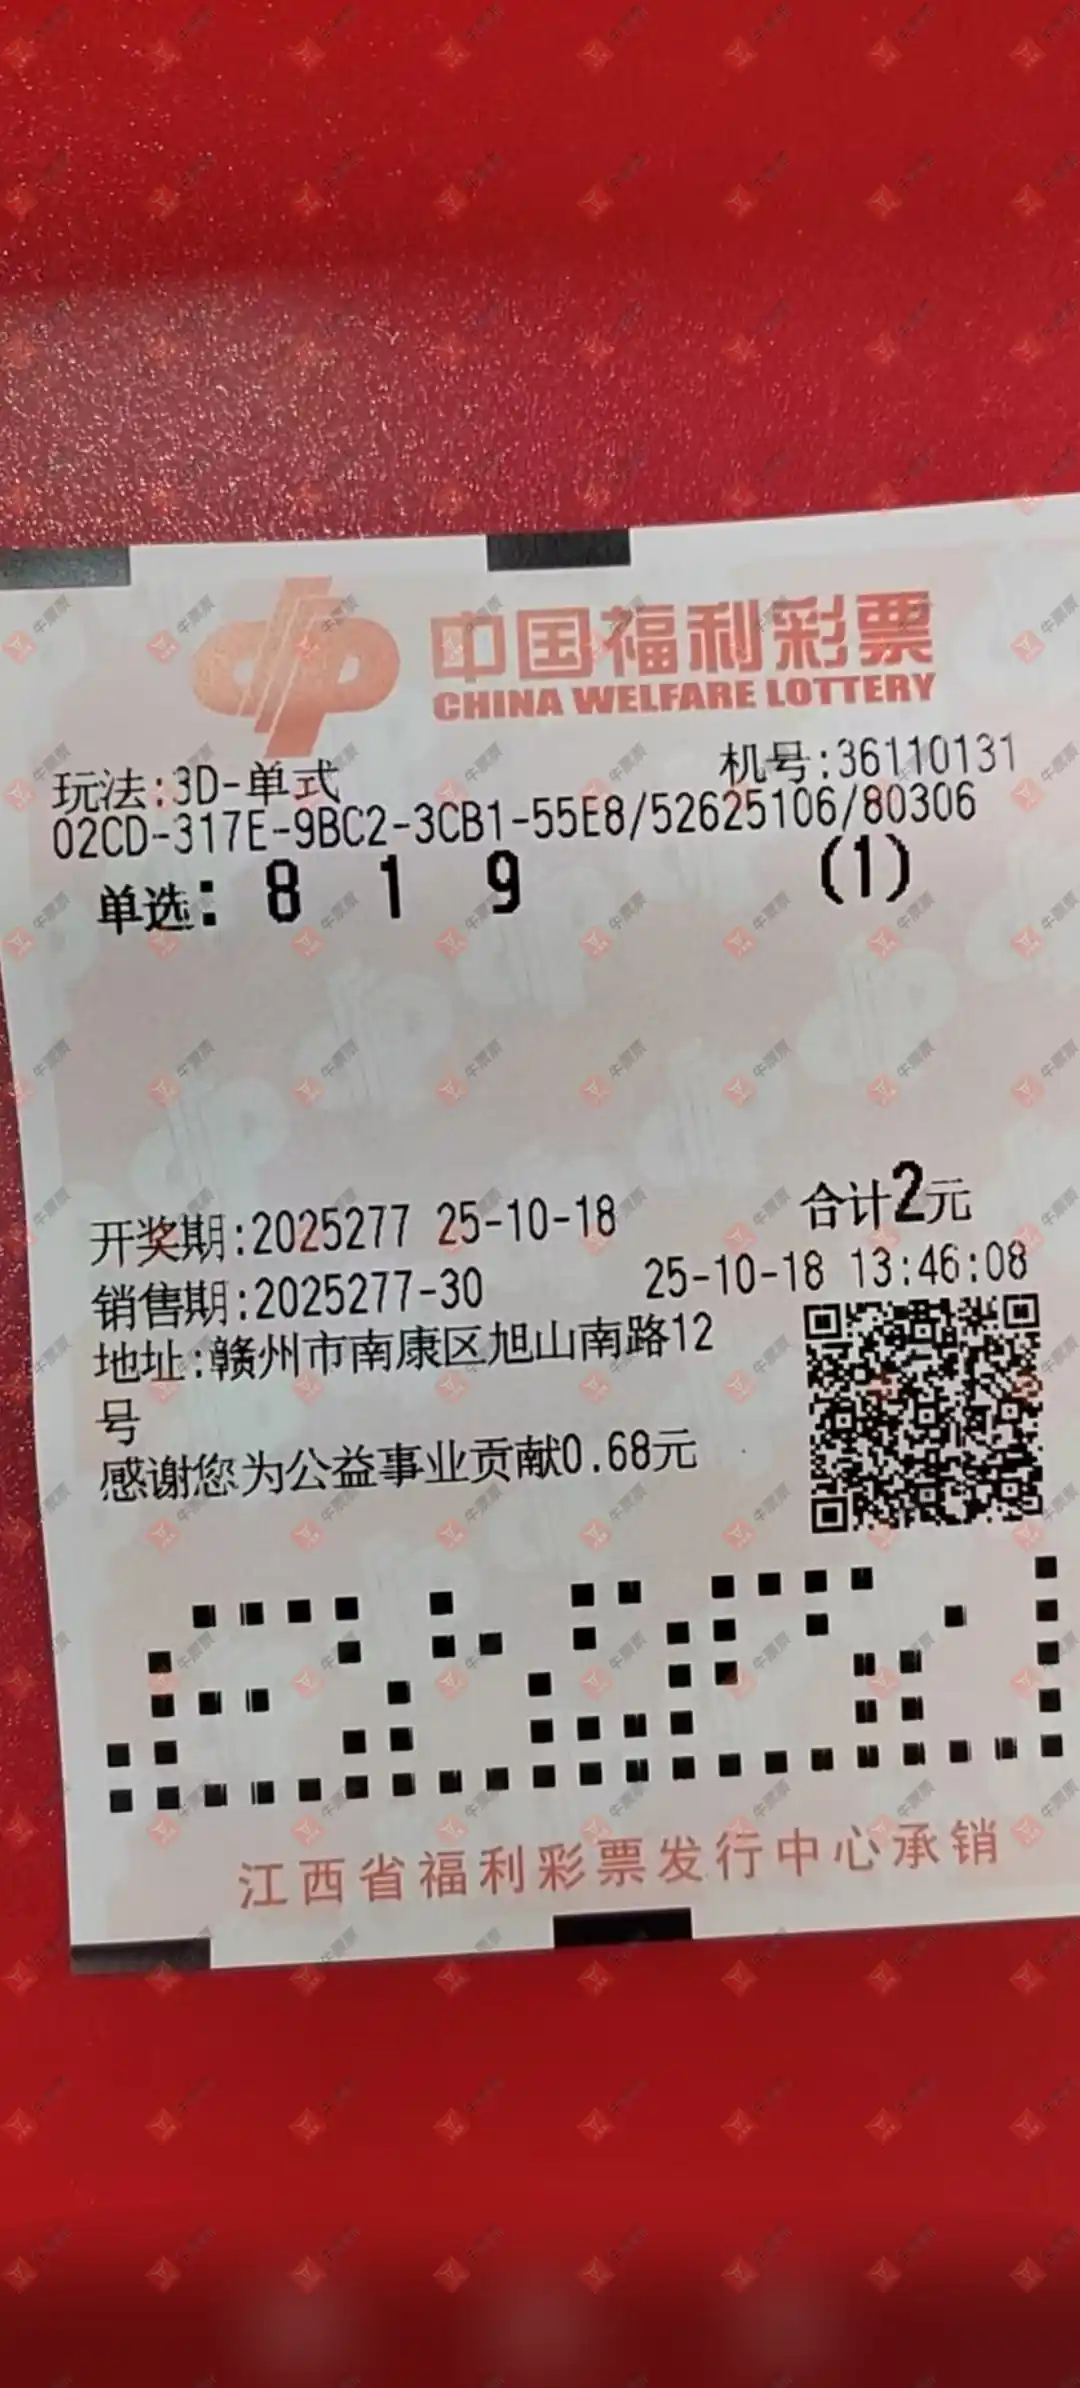 中国福利彩票
CHINA WELFARE LOTTERY
玩法:3D-单式 机号:36110131
02CD-317E-9BC2-3CB1-55E8/52625106/80306
单选: 8 1 9 (1)
开奖期:2025277 25-10-18 合计2元
销售期:2025277-30 25-10-18 13:46:08
地址:赣州市南康区旭山南路12
号
感谢您为公益事业贡献0.68元
江西省福利彩票发行中心承销
牛票票